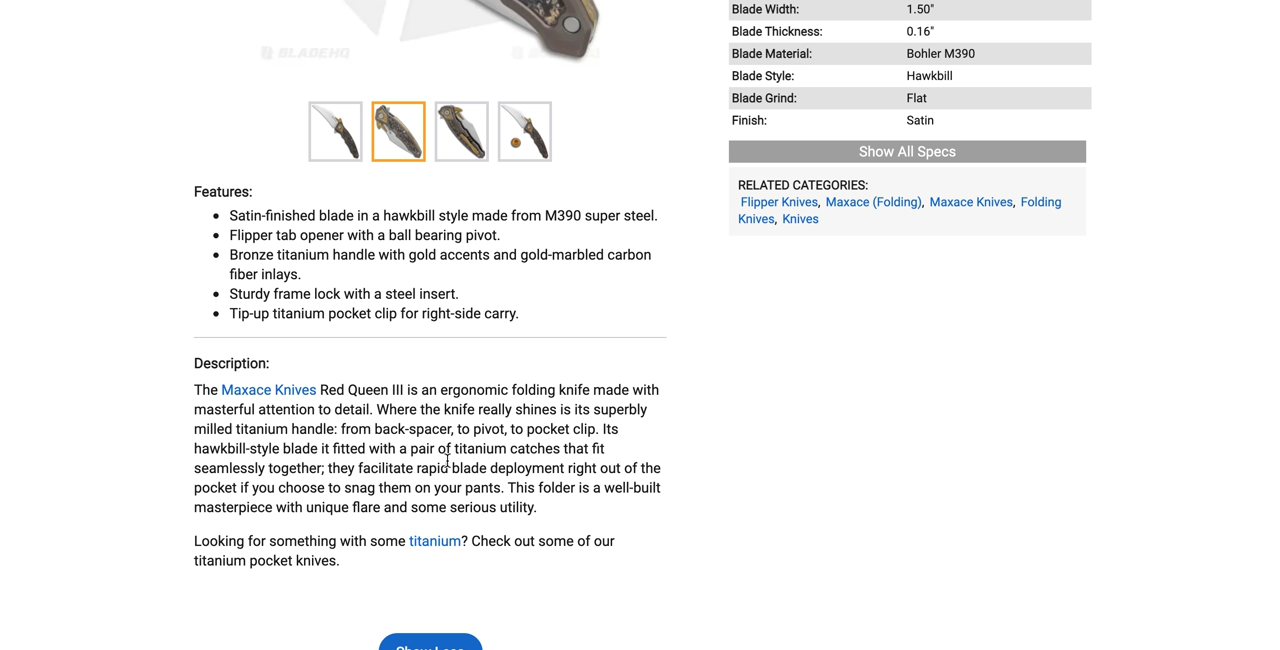 BLADEHQ
Blade Width: 1.50"
Blade Thickness: 0.16"
Blade Material: Bohler M390
Blade Style: Hawkbill
Blade Grind: Flat
Finish: Satin
Show All Specs
RELATED CATEGORIES:
Flipper Knives, Maxace (Folding), Maxace Knives, Folding
Knives, Knives
Features:
Satin-finished blade in a hawkbill style made from M390 super steel.
Flipper tab opener with a ball bearing pivot.
Bronze titanium handle with gold accents and gold-marbled carbon
fiber inlays.
Sturdy frame lock with a steel insert.
Tip-up titanium pocket clip for right-side carry.
Description:
The Maxace Knives Red Queen III is an ergonomic folding knife made with
masterful attention to detail. Where the knife really shines is its superbly
milled titanium handle: from back-spacer, to pivot, to pocket clip. Its
hawkbill-style blade it fitted with a pair of titanium catches that fit
seamlessly together; they facilitate rapid blade deployment right out of the
pocket if you choose to snag them on your pants. This folder is a well-built
masterpiece with unique flare and some serious utility.
Looking for something with some titanium? Check out some of our
titanium pocket knives.
Show Less